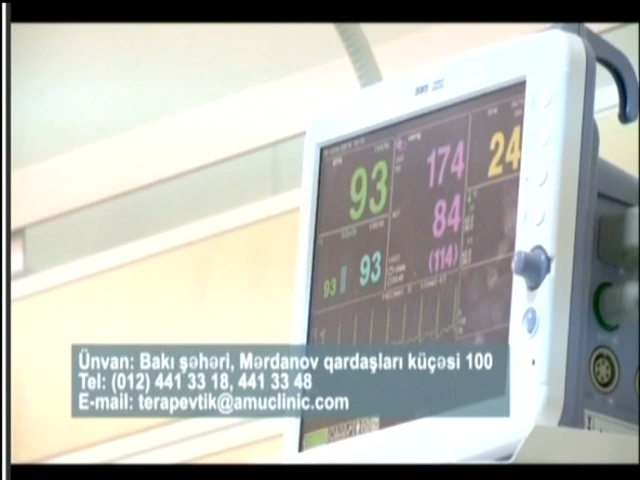 93
174
24
84
(114)
93
93
Ünvan: Bakı şəhəri, Mərdanov qardaşları küçəsi 100
Tel: (012) 441 33 18, 441 33 48
E-mail: terapevtik@amuclinic.com